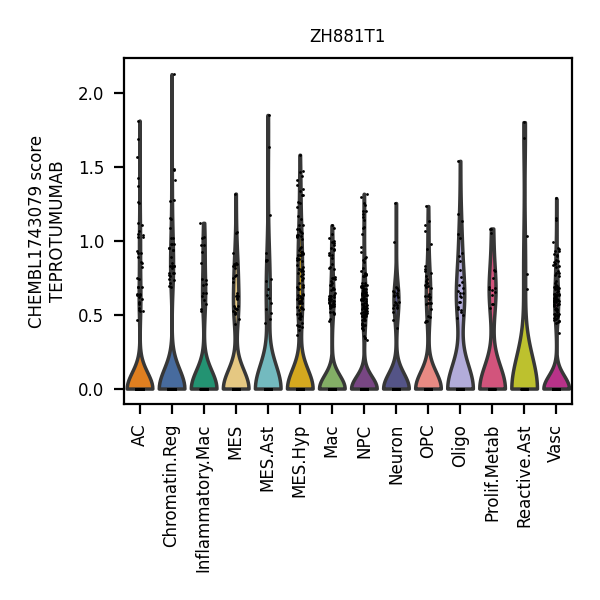 ZH881T1
CHEMBL1743079 score
TEPROTUMUMAB
2.0
1.5
1.0
0.5
0.0
AC
Chromatin.Reg
Inflammatory.Mac
MES
MES.Ast
MES.Hyp
Mac
NPC
Neuron
OPC
Oligo
Prolif.Metab
Reactive.Ast
Vasc